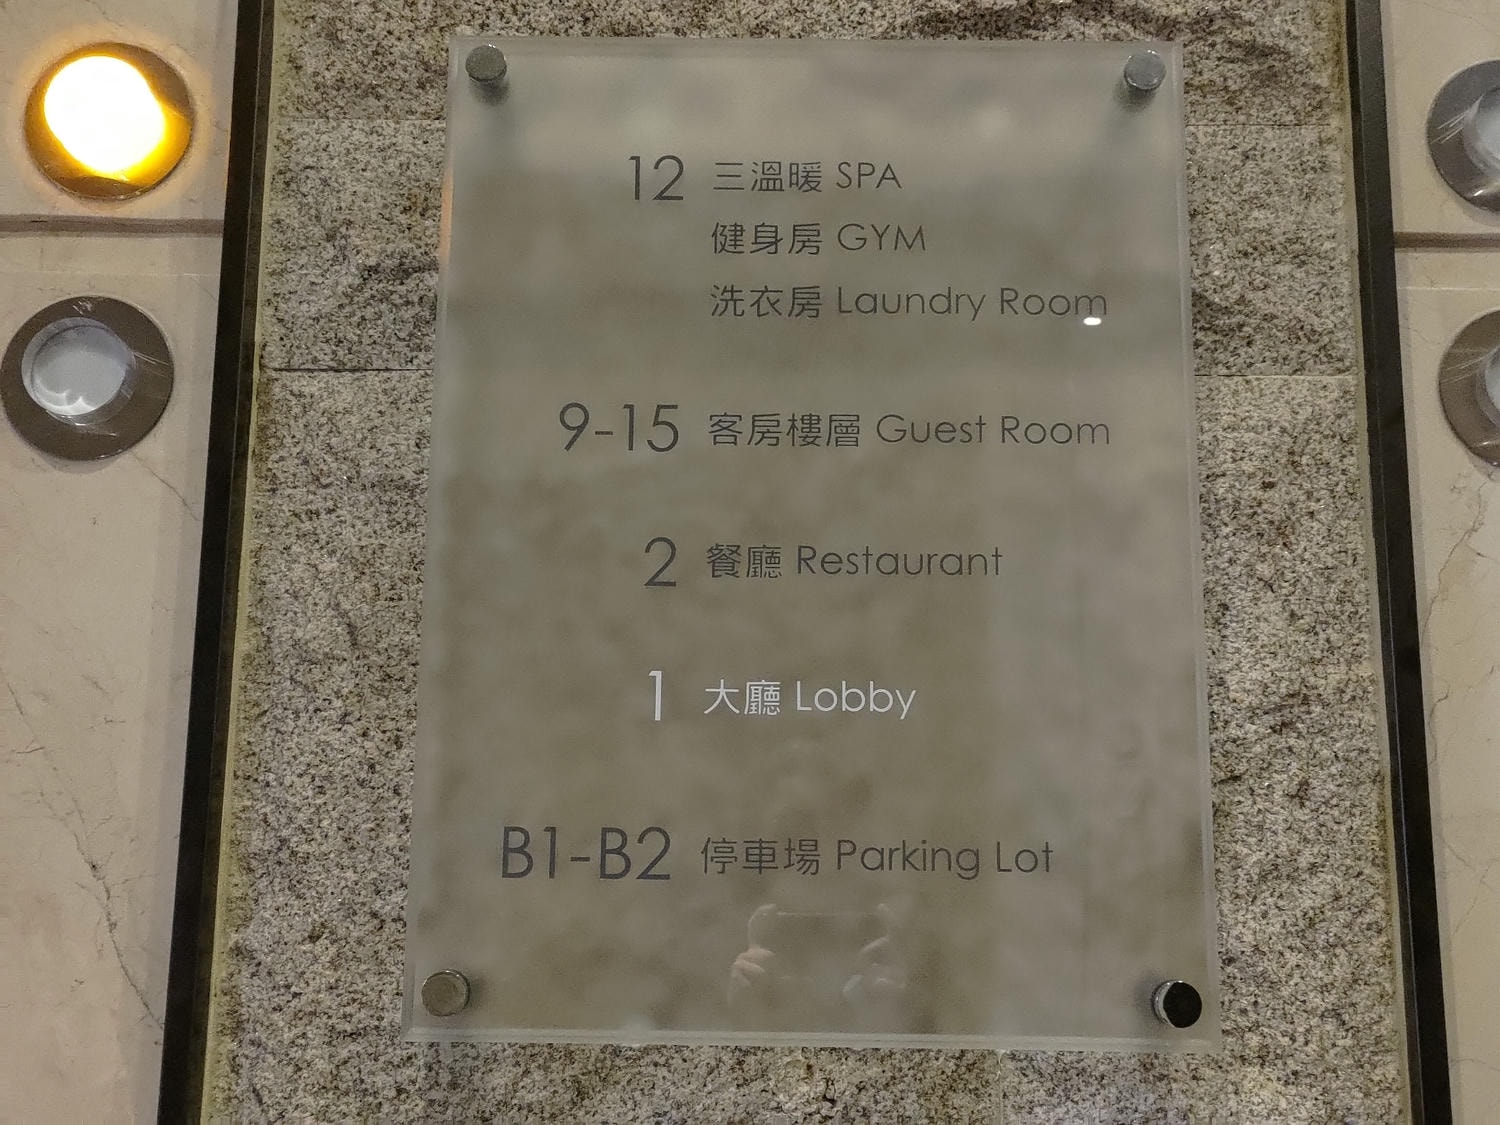 12 三溫暖 SPA
健身房 GYM
洗衣房 Laundry Room
9-15 客房樓層 Guest Room
2 餐廳 Restaurant
1 大廳 Lobby
B1-B2 停車場 Parking Lot